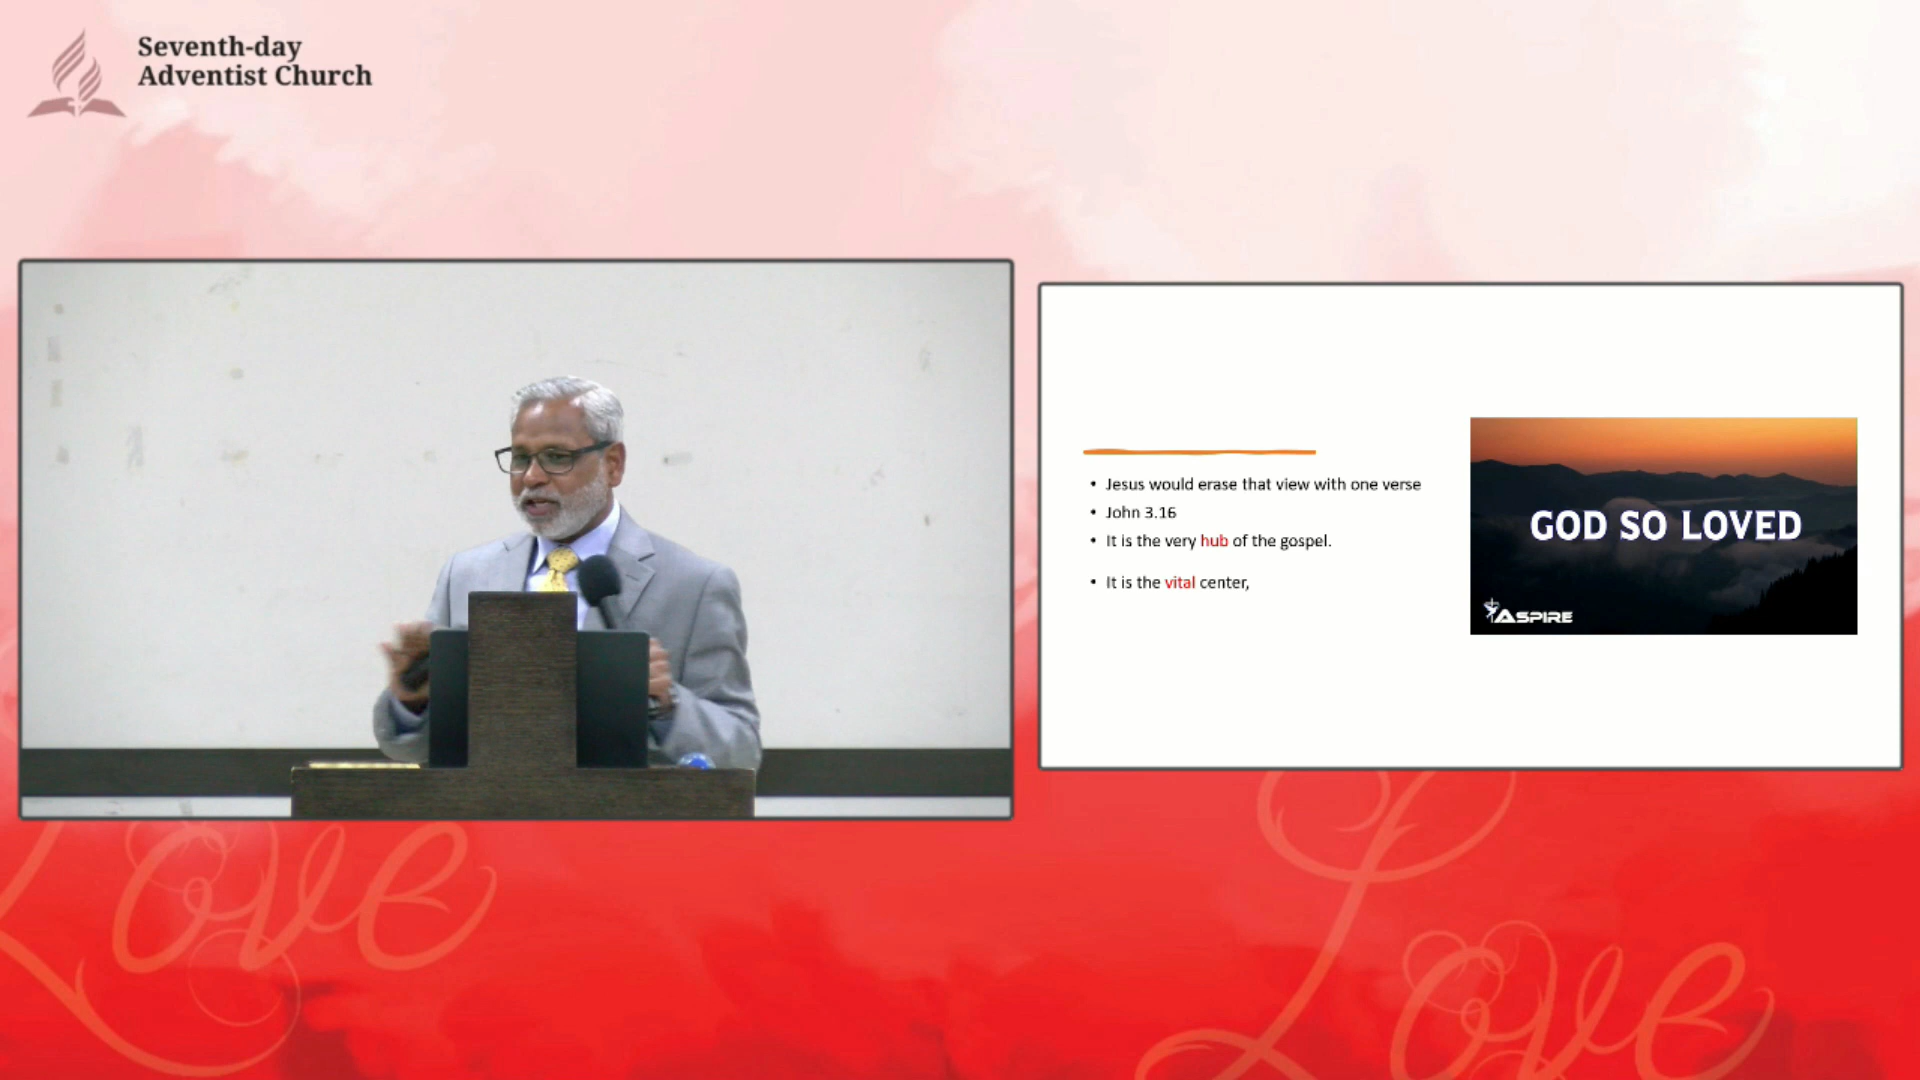 Seventh-day
Adventist Church
• Jesus would erase that view with one verse
• John 3.16
• It is the very hub of the gospel.
• It is the vital center,
GOD SO LOVED
ASPIRE
Love
Love